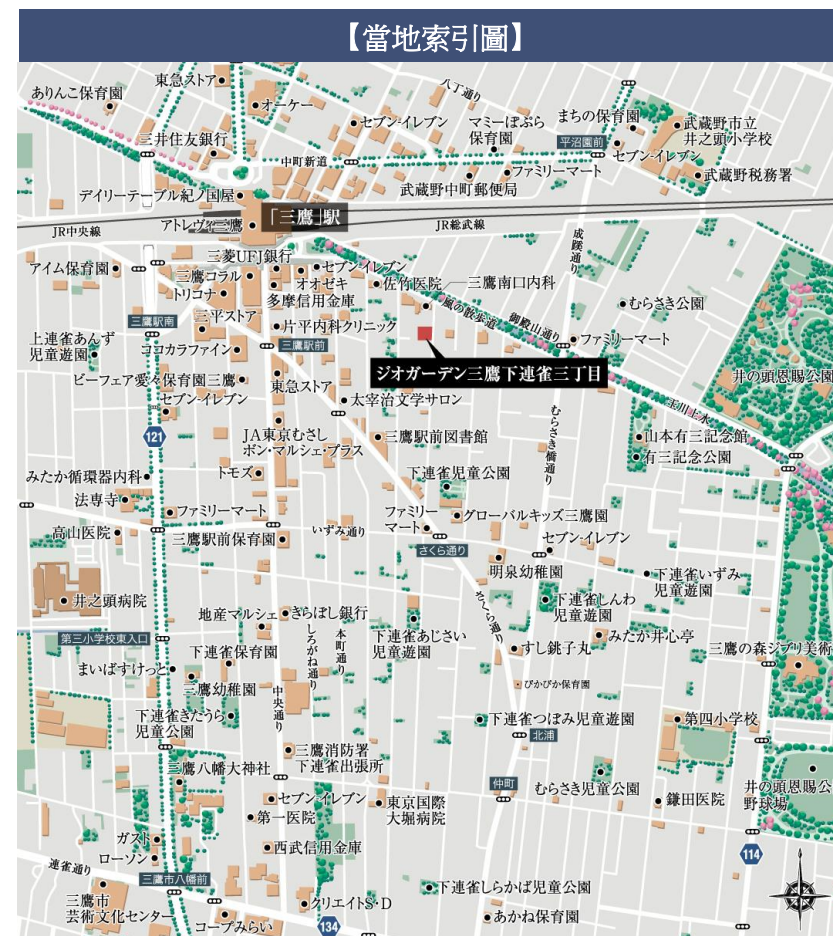 【當地索引圖】
東急ストア
ありんこ保育園
オーケー
八丁通り
セブン-イレブン
マミーぽぷら
保育園
まちの保育園
武蔵野市立
井之頭小学校
三井住友銀行
中町新道
平沼園前
セブン-イレブン
ファミリーマート
武蔵野税務署
武蔵野中町郵便局
デイリーテーブル紀ノ国屋
「三鷹」駅
アトレヴィ三鷹
JR中央線
JR総武線
成蹊通り
三菱UFJ銀行
セブン-イレブン
アイム保育園
三鷹コラル
オオゼキ
佐竹医院
三鷹南口内科
トリコナ
多摩信用金庫
風の散歩道
御殿山通り
むらさき公園
三平ストア
三鷹駅南
片平内科クリニック
ファミリーマート
上連雀あんず
児童遊園
ココカラファイン
三鷹駅前
ジオガーデン三鷹下連雀三丁目
井の頭恩賜公園
ビーフェア愛々保育園三鷹
東急ストア
セブン-イレブン
太宰治文学サロン
玉川上水
むらさき橋通り
121
JA東京むさし
ボン・マルシェ・プラス
三鷹駅前図書館
山本有三記念館
有三記念公園
みたか循環器内科
トモズ
下連雀児童公園
法専寺
ファミリーマート
ファミリー
マート
グローバルキッズ三鷹園
高山医院
三鷹駅前保育園
いずみ通り
さくら通り
セブン-イレブン
明泉幼稚園
下連雀いずみ
児童遊園
井之頭病院
さくら通り
下連雀しんわ
児童遊園
地産マルシェ
きらぼし銀行
第三小学校東入口
しろがね通り
本町通り
下連雀あじさい
児童遊園
みたか井心亭
下連雀保育園
すし銚子丸
三鷹の森ジブリ美術
まいばすけっと
三鷹幼稚園
中央通り
ぴかぴか保育園
下連雀きたうら
児童公園
下連雀つぼみ児童遊園
第四小学校
北浦
三鷹消防署
下連雀出張所
三鷹八幡大神社
仲町
むらさき児童公園
井の頭恩賜公
野球場
セブン-イレブン
東京国際
大堀病院
鎌田医院
第一医院
ガスト
西武信用金庫
114
ローソン
連雀通り
三鷹市八幡前
下連雀しらかば児童公園
三鷹市
芸術文化センター
クリエイトS・D
コープみらい
134
あかね保育園